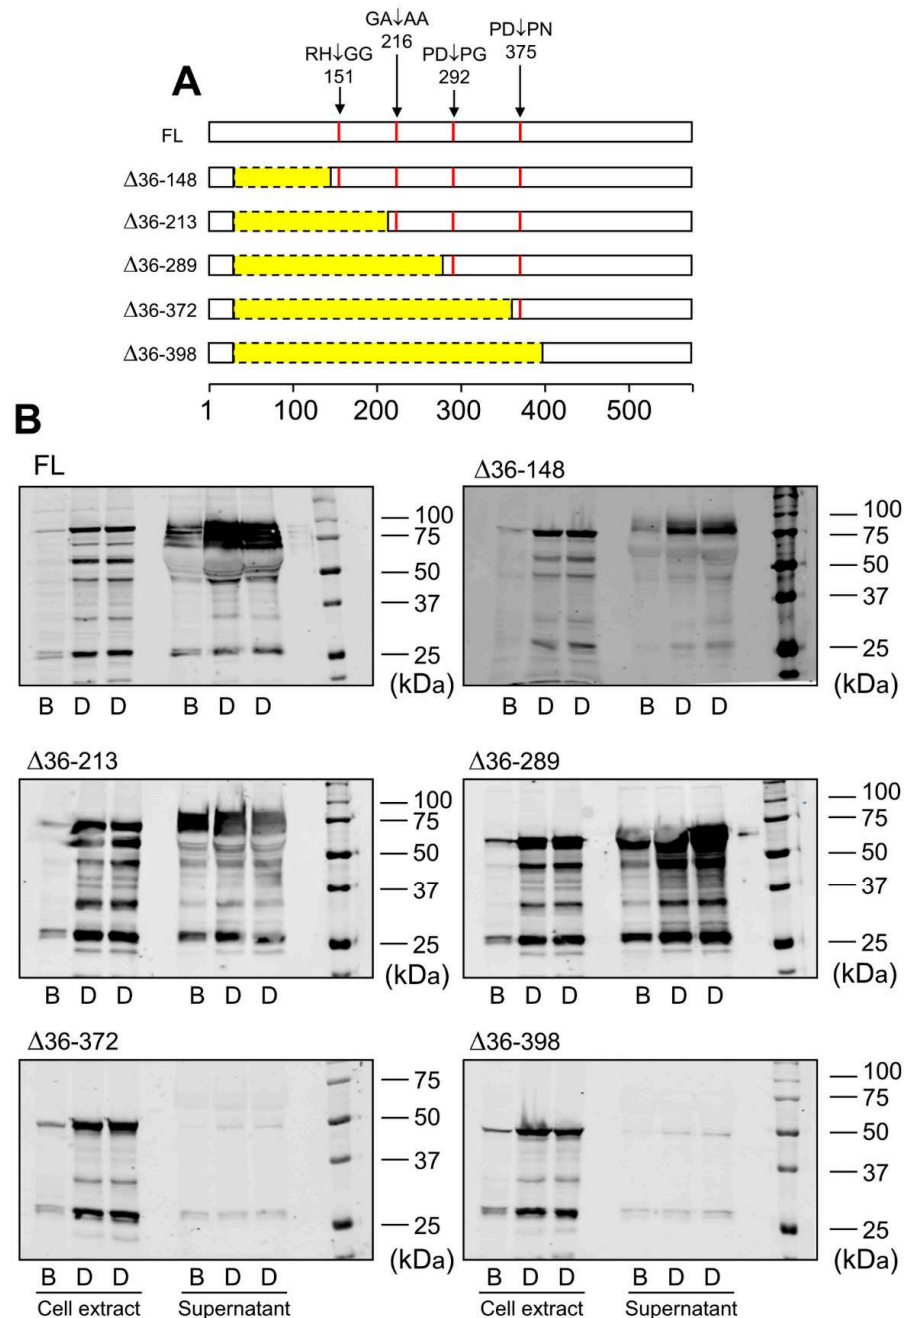 A
GA↓AA
216
PD↓PN
375
RH↓GG
151
PD↓PG
292
FL
Δ36-148
Δ36-213
Δ36-289
Δ36-372
Δ36-398
1 100 200 300 400 500
B
FL
100
75
50
37
25
(kDa)
B D D B D D
Δ36-148
100
75
50
37
25
(kDa)
B D D B D D
Δ36-213
100
75
50
37
25
(kDa)
B D D B D D
Δ36-289
100
75
50
37
25
(kDa)
B D D B D D
Δ36-372
75
50
37
25
(kDa)
B D D B D D
Cell extract Supernatant
Δ36-398
100
75
50
37
25
(kDa)
B D D B D D
Cell extract Supernatant